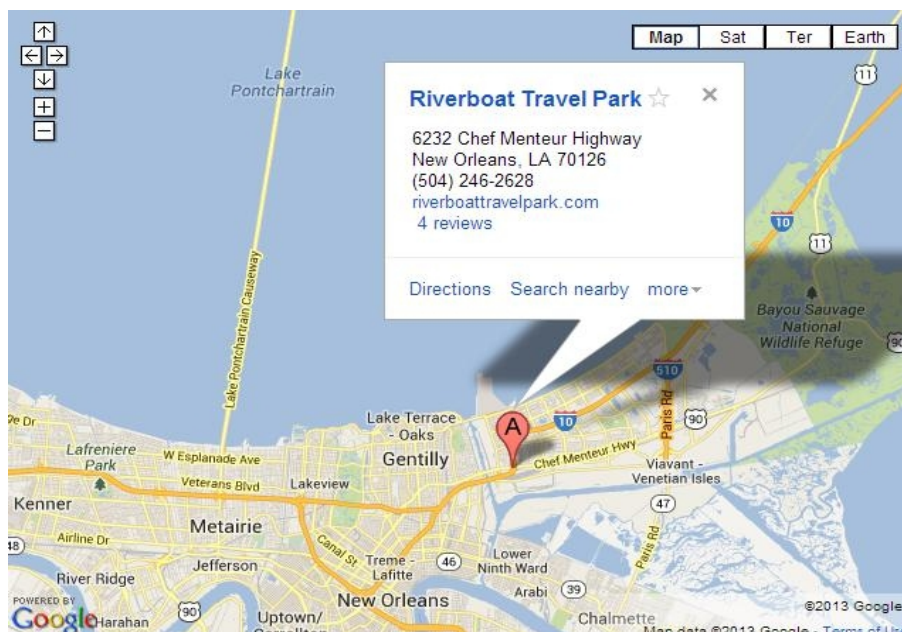 Map Sat Ter Earth
Lake
Pontchartrain
11
Riverboat Travel Park
6232 Chef Menteur Highway
New Orleans, LA 70126
(504) 246-2628
riverboattravelpark.com
4 reviews
Directions Search nearby more
10
11
Lake Pontchartrain Causeway
Bayou Sauvage
National
Wildlife Refuge
90
510
Lake Terrace
- Oaks
10
Paris Rd
90
A
Gentilly
Chef Menteur Hwy
Viavant -
Venetian Isles
Lafreniere
Park
W Esplanade Ave
Veterans Blvd
Lakeview
Kenner
Metairie
47
48
Airline Dr
Canal St
Paris Rd
Jefferson
Treme -
Lafitte
46
Lower
Ninth Ward
River Ridge
Arabi
39
New Orleans
POWERED BY
Google
Harahan
90
Uptown/
Chalmette
©2013 Google
Map data ©2013 Google - Terms of Use